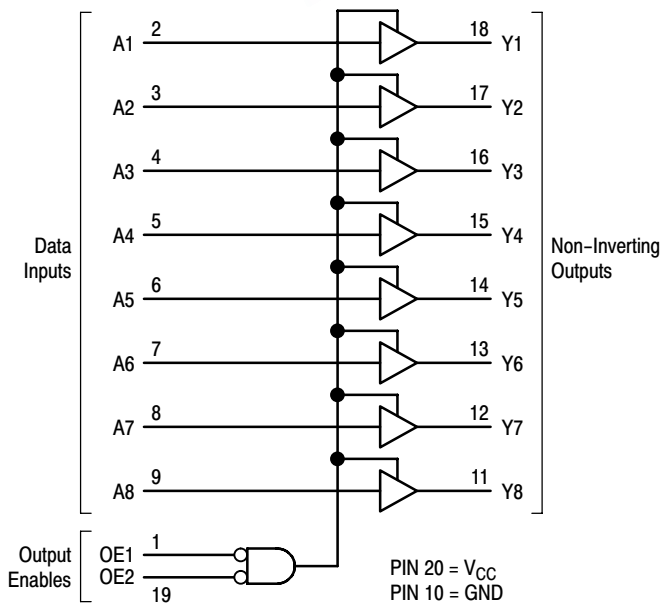 A1 2 18 Y1
A2 3 17 Y2
A3 4 16 Y3
A4 5 15 Y4
Data
Inputs
Non–Inverting
Outputs
A5 6 14 Y5
A6 7 13 Y6
A7 8 12 Y7
A8 9 11 Y8
Output
Enables
OE1 1
OE2
19
PIN 20 = VCC
PIN 10 = GND